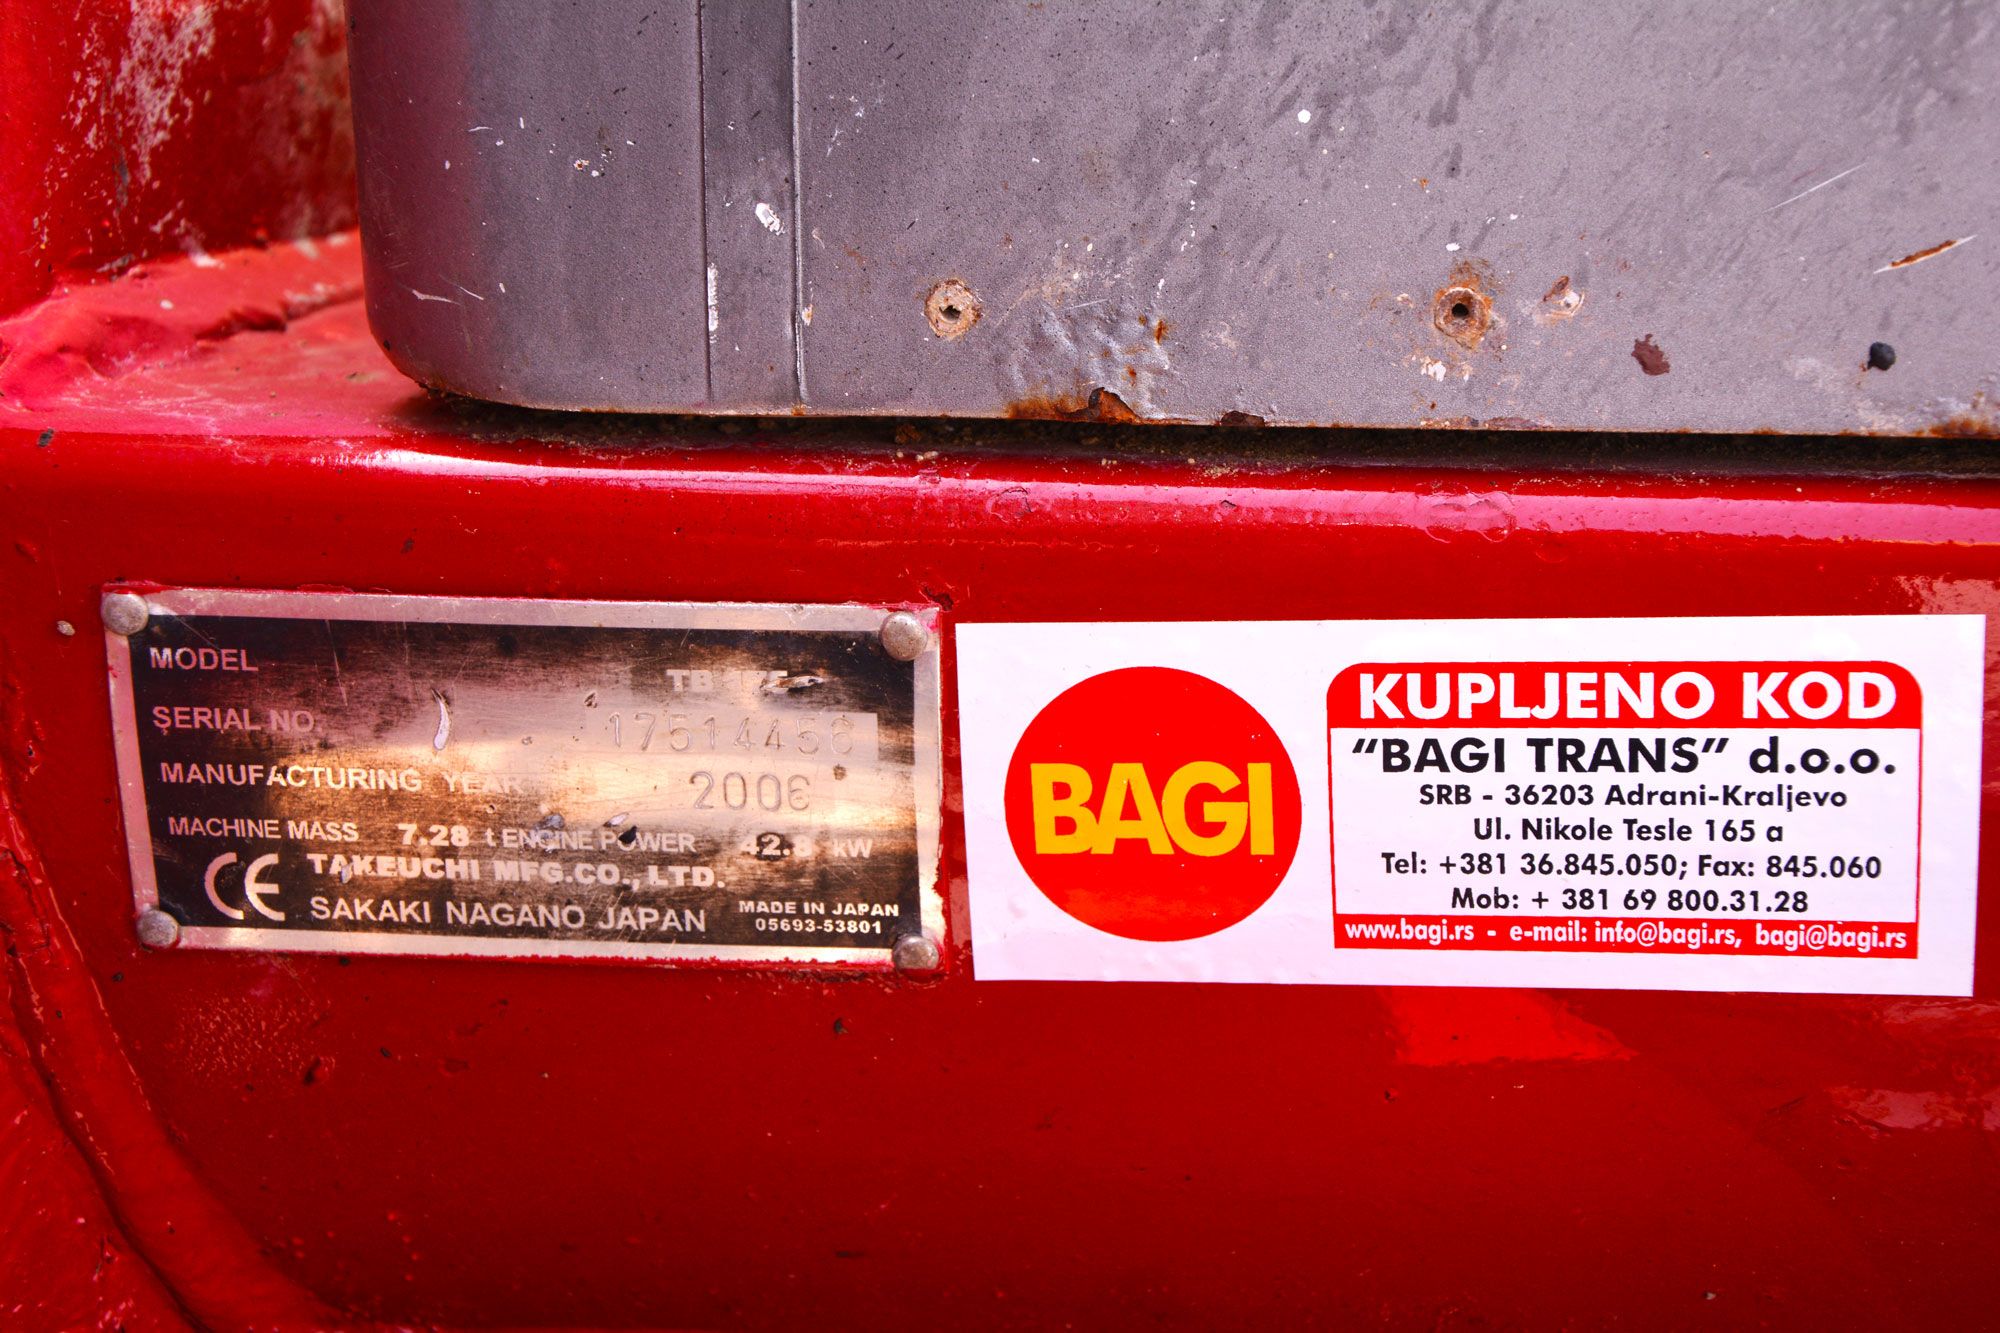 MODEL
SERIAL NO. 17514456
MANUFACTURING YEAR 2006
MACHINE MASS 7.28 t ENGINE POWER 42.8 kW
CE TAKEUCHI MFG.CO.,LTD.
SAKAKI NAGANO JAPAN
MADE IN JAPAN
05693-53801
BAGI
KUPLJENO KOD
"BAGI TRANS" d.o.o.
SRB - 36203 Adrani-Kraljevo
Ul. Nikole Tesle 165 a
Tel: +381 36.845.050; Fax: 845.060
Mob: + 381 69 800.31.28
www.bagi.rs - e-mail: info@bagi.rs, bagi@bagi.rs